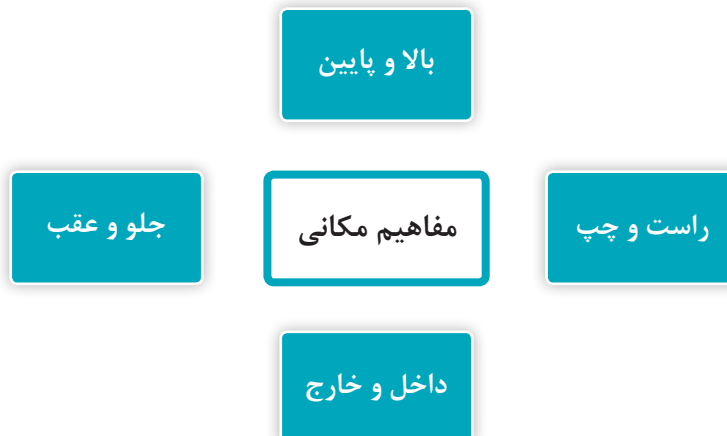 بالا و پایین
راست و چپ
مفاهیم مکانی
جلو و عقب
داخل و خارج